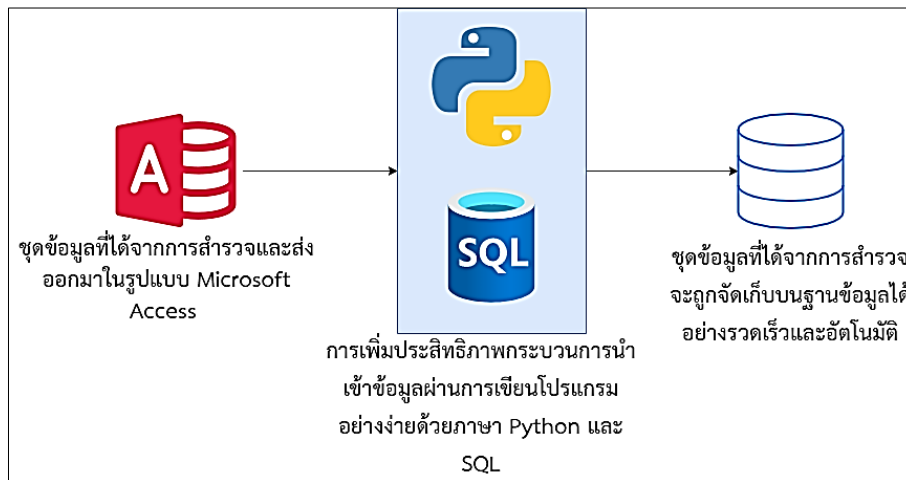 A
ชุดข้อมูลที่ได้จากการสำรวจและส่ง
ออกมาในรูปแบบ Microsoft
Access
SQL
การเพิ่มประสิทธิภาพกระบวนการนำ
เข้าข้อมูลผ่านการเขียนโปรแกรม
อย่างง่ายด้วยภาษา Python และ
SQL
ชุดข้อมูลที่ได้จากการสำรวจ
จะถูกจัดเก็บบนฐานข้อมูลได้
อย่างรวดเร็วและอัตโนมัติ